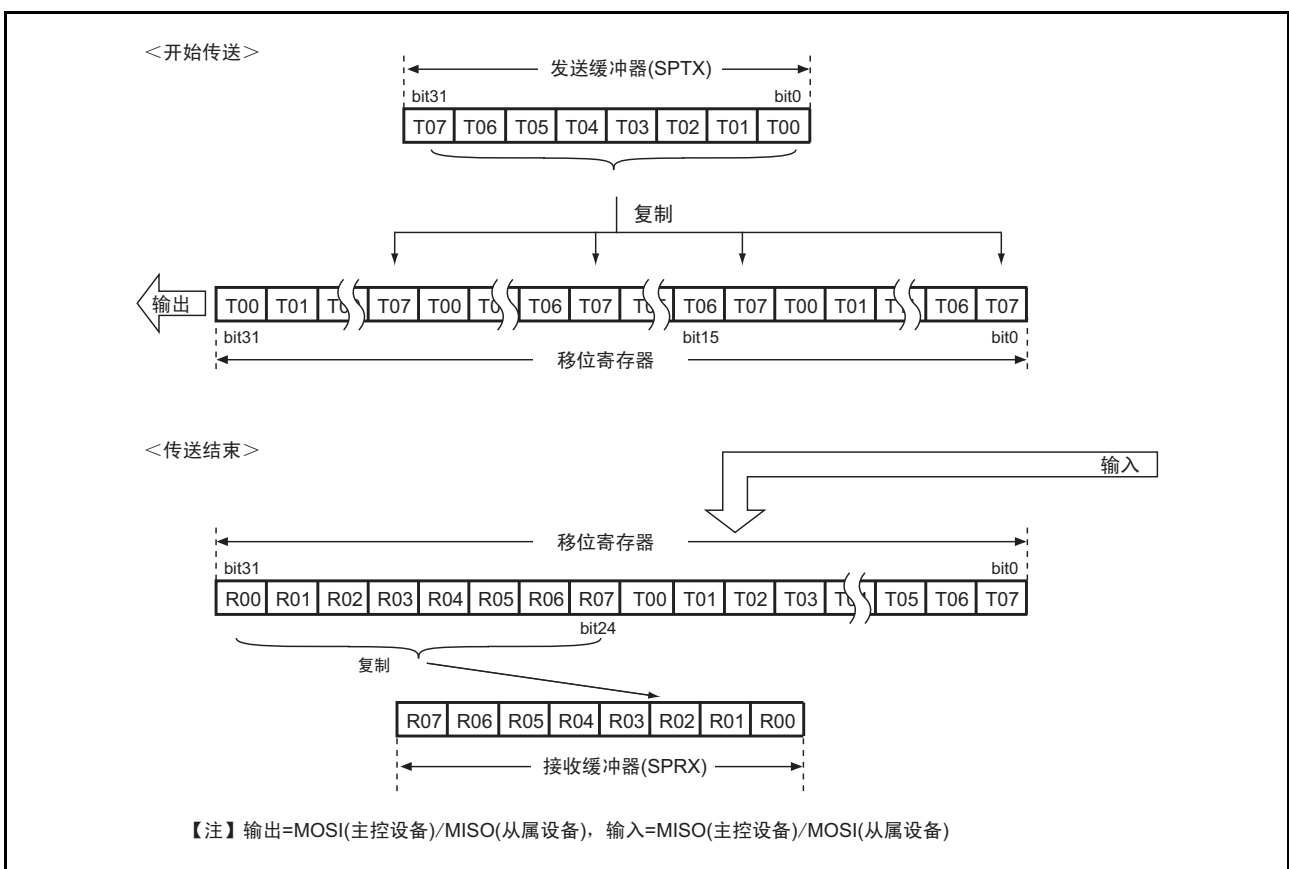 ＜开始传送＞
发送缓冲器(SPTX)
bit31 bit0
T07 T06 T05 T04 T03 T02 T01 T00
复制
输出 T00 T01 T07 T00 T06 T07 T06 T07 T00 T01 T06 T07
bit31 bit15 bit0
移位寄存器
＜传送结束＞
输入
移位寄存器
bit31 bit0
R00 R01 R02 R03 R04 R05 R06 R07 T00 T01 T02 T03 T05 T06 T07
bit24
复制
R07 R06 R05 R04 R03 R02 R01 R00
接收缓冲器(SPRX)
【注】输出=MOSI(主控设备)/MISO(从属设备)，输入=MISO(主控设备)/MOSI(从属设备)